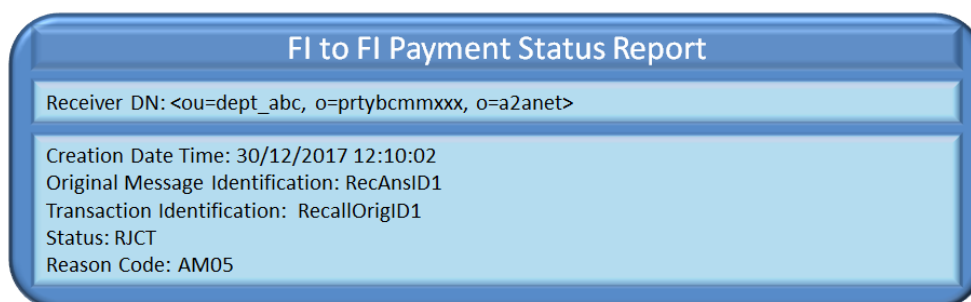 FI to FI Payment Status Report
Receiver DN: <ou=dept_abc, o=prtybcmmxxx, o=a2anet>
Creation Date Time: 30/12/2017 12:10:02
Original Message Identification: RecAnsID1
Transaction Identification:  RecallOrigID1
Status: RJCT
Reason Code: AM05